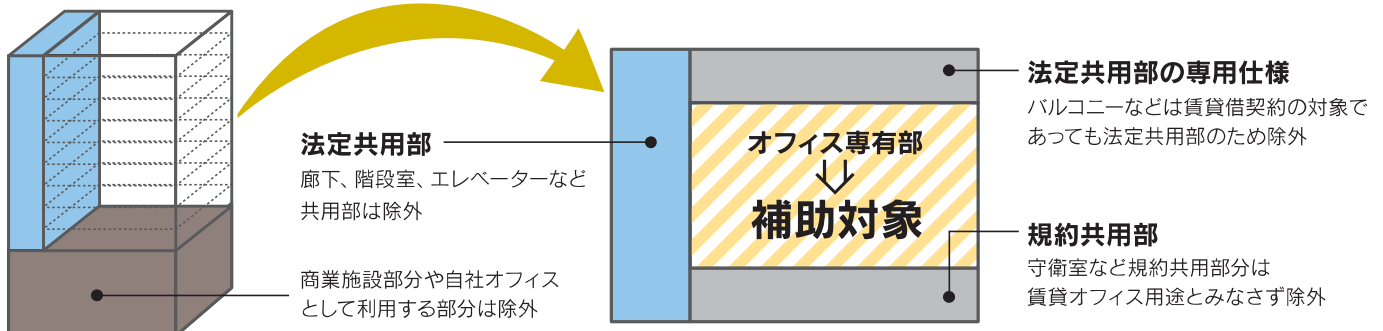 法定共用部
廊下、階段室、エレベーターなど
共用部は除外
商業施設部分や自社オフィス
として利用する部分は除外
オフィス専有部
補助対象
法定共用部の専用仕様
バルコニーなどは賃貸借契約の対象で
あっても法定共用部のため除外
規約共用部
守衛室など規約共用部分は
賃貸オフィス用途とみなさず除外